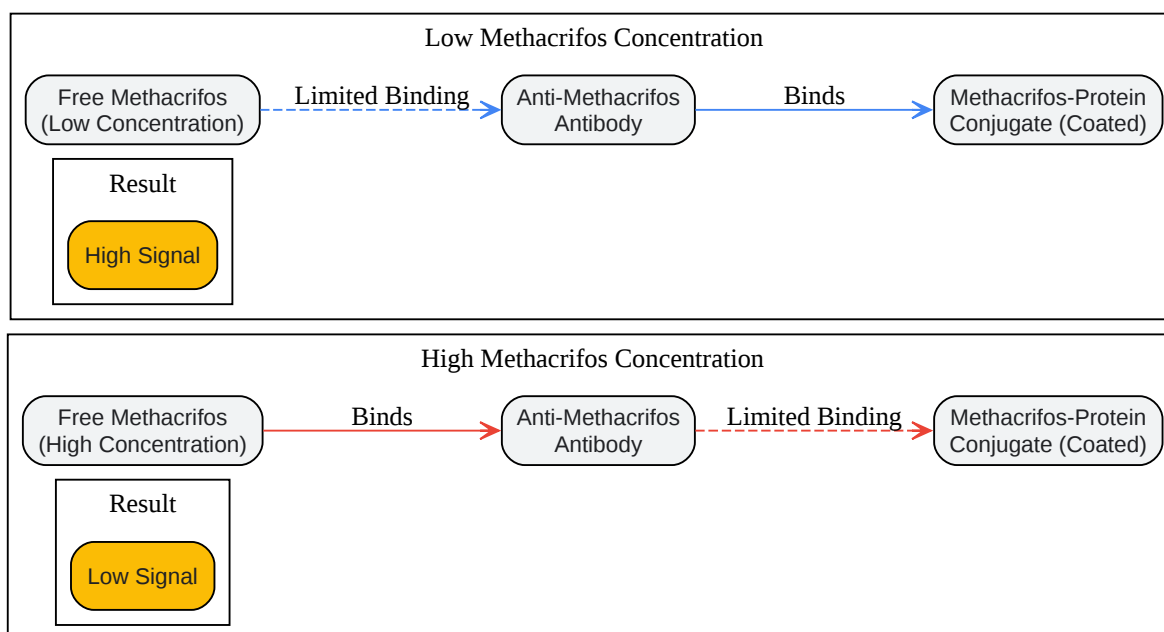 Low Methacrifos Concentration
Free Methacrifos
(Low Concentration)
Limited Binding
Anti-Methacrifos
Antibody
Binds
Methacrifos-Protein
Conjugate (Coated)
Result
High Signal
High Methacrifos Concentration
Free Methacrifos
(High Concentration)
Binds
Anti-Methacrifos
Antibody
Limited Binding
Methacrifos-Protein
Conjugate (Coated)
Result
Low Signal